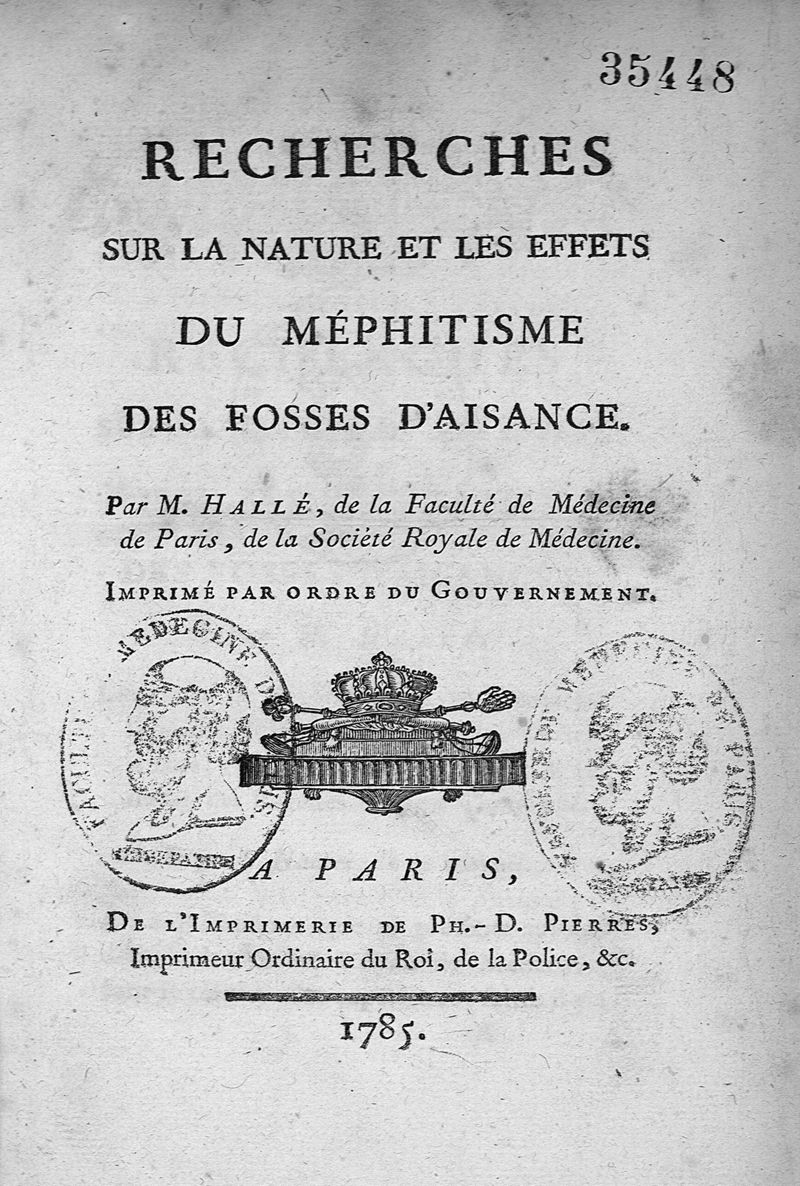 35448
RECHERCHES
SUR LA NATURE ET LES EFFETS
DU MÉPHITISME
DES FOSSES D'AISANCE.
Par M. HALLÉ, de la Faculté de Médecine
de Paris, de la Société Royale de Médecine.
IMPRIMÉ PAR ORDRE DU GOUVERNEMENT.
MEDECINE DE
A PARIS,
DE L'IMPRIMERIE DE PH.-D. PIERRES,
Imprimeur Ordinaire du Roi, de la Police, &c.
1785.